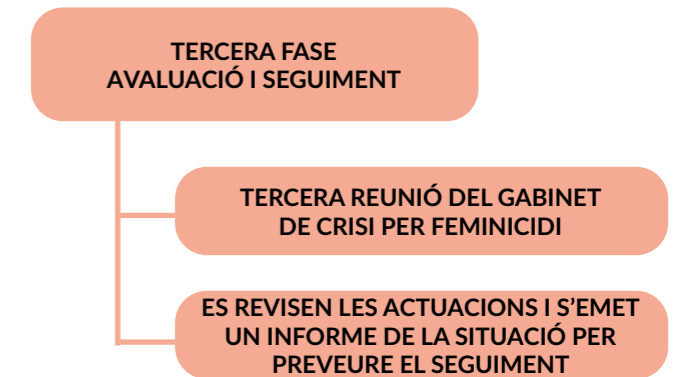 TERCERA FASE
AVALUACIÓ I SEGUIMENT
TERCERA REUNIÓ DEL GABINET
DE CRISI PER FEMINICIDI
ES REVISEN LES ACTUACIONS I S’EMET
UN INFORME DE LA SITUACIÓ PER
PREVEURE EL SEGUIMENT